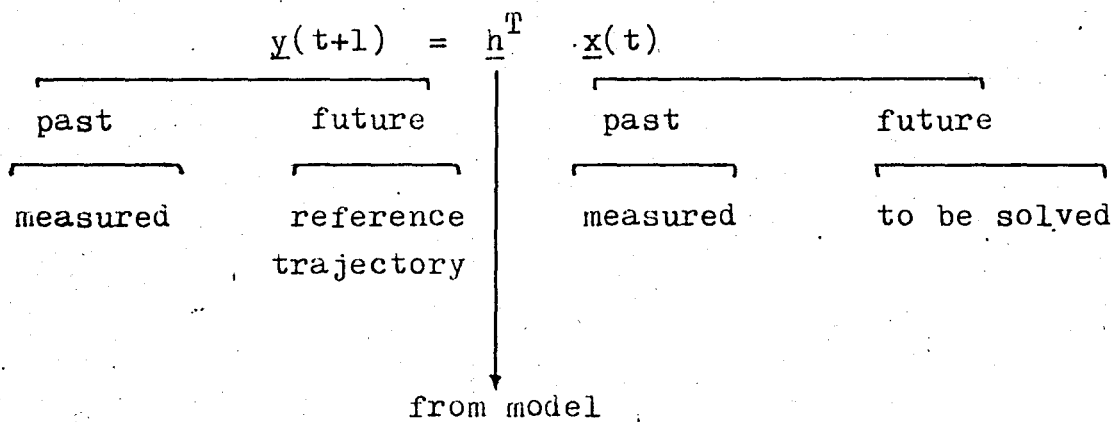 y(t+1) = h^T · x(t)
past future past future
measured reference measured to be solved
trajectory
from model